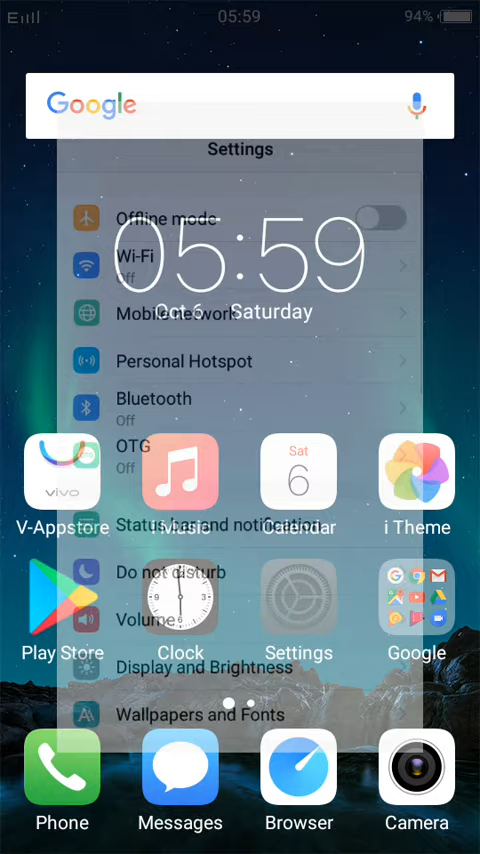 05:59
94%
Google
Settings
Offline mode
05:59
Wi-Fi
Off
Oct 6 Saturday
Mobile network
Personal Hotspot
Bluetooth
Off
OTG
Off
Sat
6
vivo
V-Appstore
i Music
Calendar
i Theme
Status bar and notification
Do not disturb
Volume
Play Store
Clock
Settings
Google
Display and Brightness
Wallpapers and Fonts
Phone
Messages
Browser
Camera